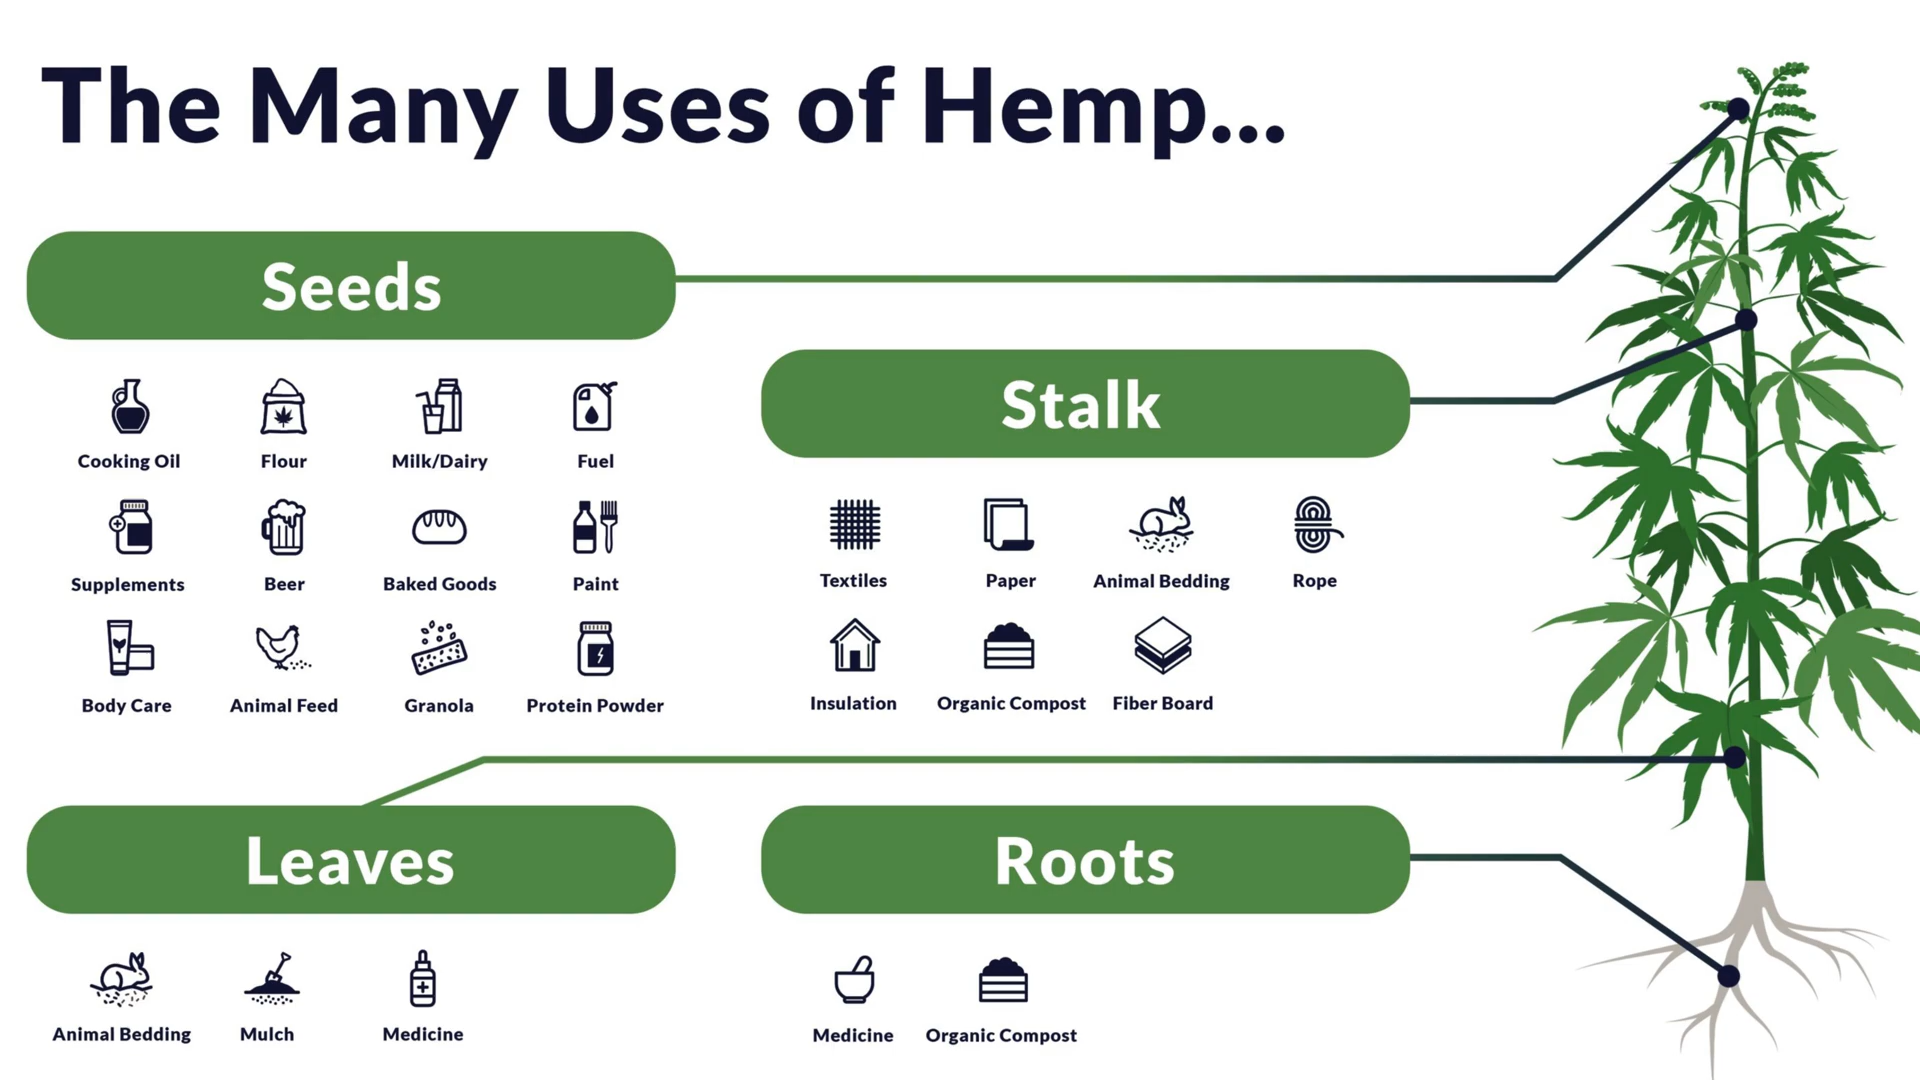 The Many Uses of Hemp...
Seeds
Cooking Oil
Flour
Milk/Dairy
Fuel
Supplements
Beer
Baked Goods
Paint
Body Care
Animal Feed
Granola
Protein Powder
Stalk
Textiles
Paper
Animal Bedding
Rope
Insulation
Organic Compost
Fiber Board
Leaves
Animal Bedding
Mulch
Medicine
Roots
Medicine
Organic Compost